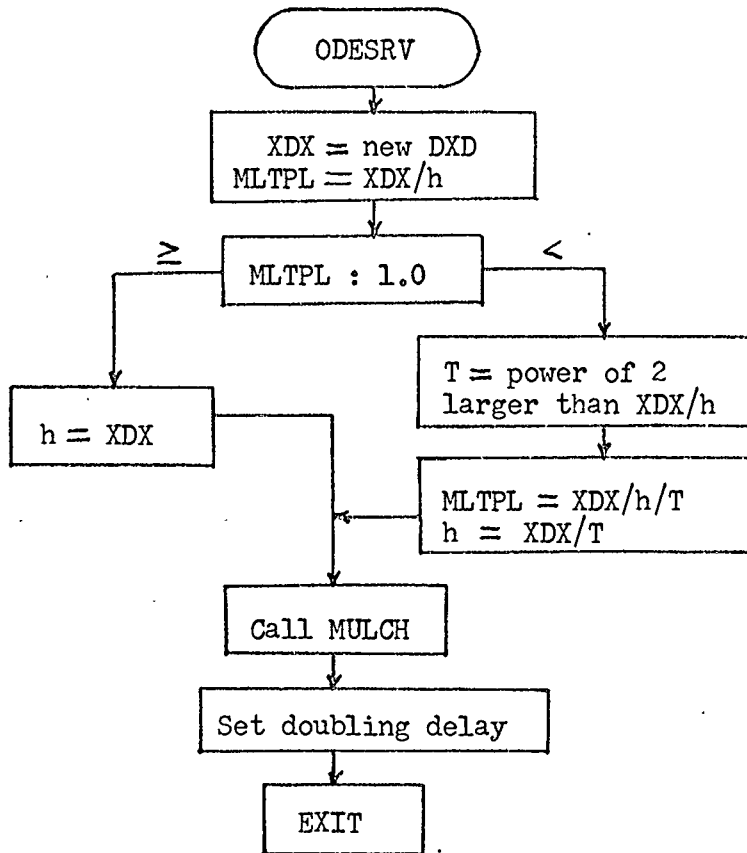 ODESRV
XDX = new DXD
MLTPL = XDX/h
≥
<
MLTPL : 1.0
T = power of 2
larger than XDX/h
h = XDX
MLTPL = XDX/h/T
h = XDX/T
Call MULCH
Set doubling delay
EXIT